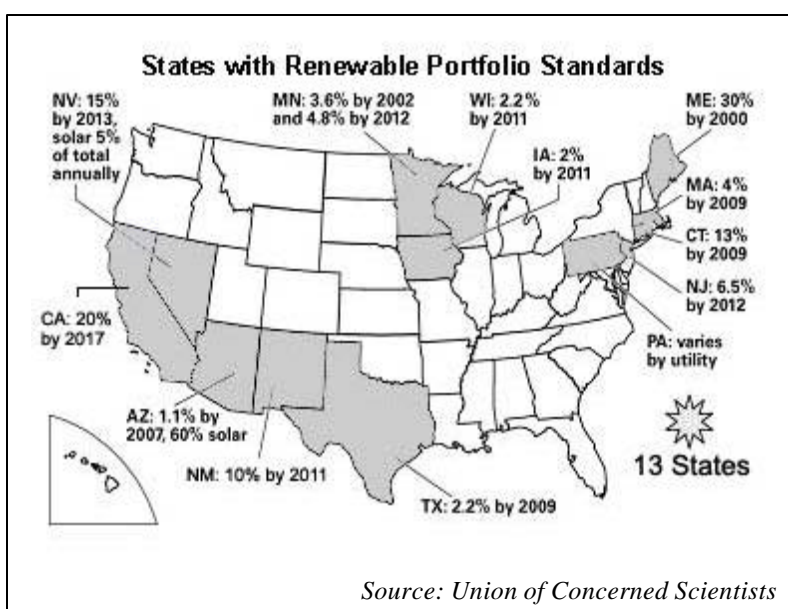 States with Renewable Portfolio Standards
NV: 15%
by 2013,
solar 5%
of total
annually
MN: 3.6% by 2002
and 4.8% by 2012
WI: 2.2%
by 2011
IA: 2%
by 2011
ME: 30%
by 2000
MA: 4%
by 2009
CT: 13%
by 2009
NJ: 6.5%
by 2012
PA: varies
by utility
CA: 20%
by 2017
AZ: 1.1% by
2007, 60% solar
NM: 10% by 2011
TX: 2.2% by 2009
13 States
Source: Union of Concerned Scientists